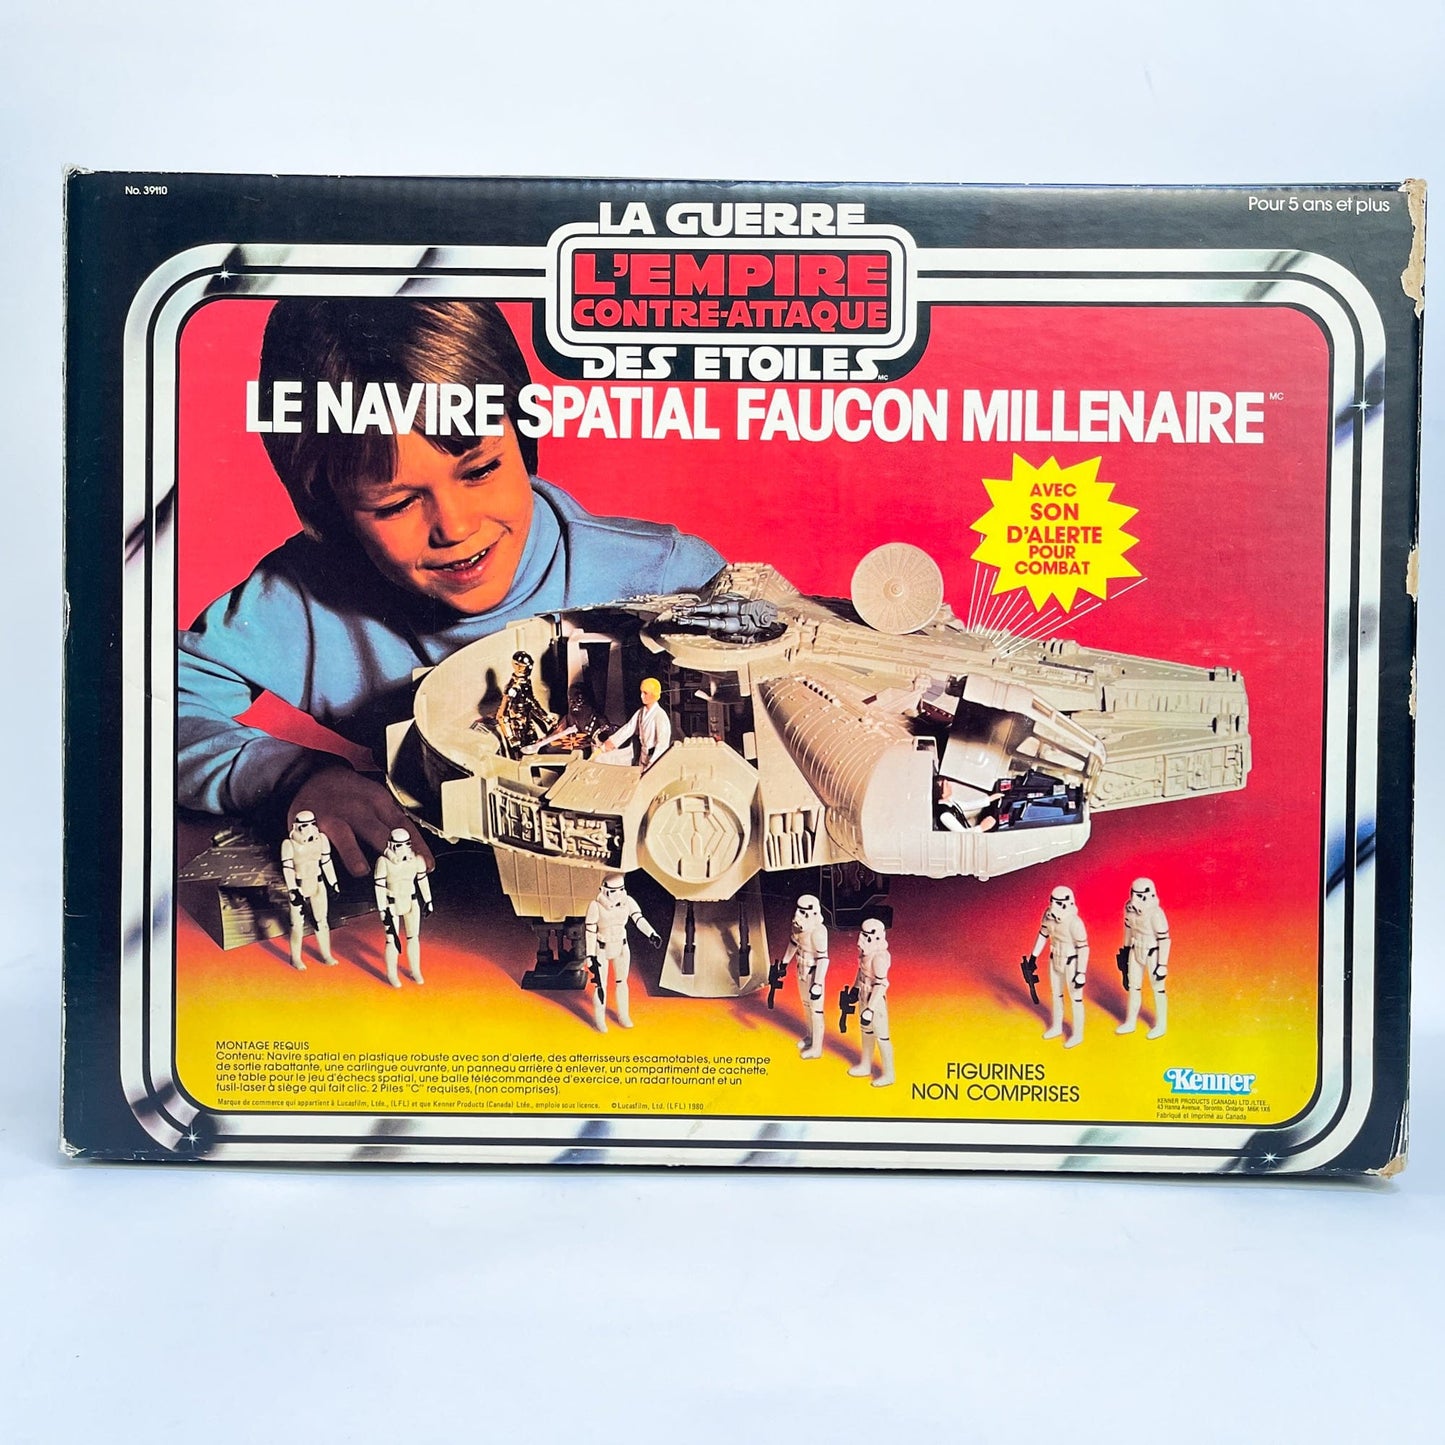 No. 39110
Pour 5 ans et plus
LA GUERRE
L'EMPIRE
CONTRE-ATTAQUE
DES ETOILES MC
LE NAVIRE SPATIAL FAUCON MILLENAIRE MC
AVEC
SON
D'ALERTE
POUR
COMBAT
MONTAGE REQUIS
Contenu: Navire spatial en plastique robuste avec son d'alerte, des atterrisseurs escamotables, une rampe
de sortie rabattante, une carlingue ouvrante, un panneau arrière à enlever, un compartiment de cachette,
une table pour le jeu d'échecs spatial, une balle télécommandée d'exercice, un radar tournant et un
fusil-laser à siège qui fait clic. 2 Piles "C" requises, (non comprises).
Marque de commerce qui appartient à Lucasfilm, Ltée., (LFL) et que Kenner Products (Canada) Ltée., emploie sous licence. ©Lucasfilm, Ltd. (LFL) 1980
FIGURINES
NON COMPRISES
Kenner
KENNER PRODUCTS (CANADA) LTD./LTEE.
43 Hanna Avenue, Toronto, Ontario M6K 1X6
Fabriqué et imprimé au Canada